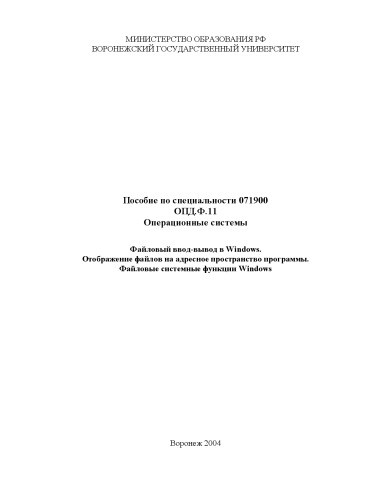 МИНИСТЕРСТВО ОБРАЗОВАНИЯ РФ
ВОРОНЕЖСКИЙ ГОСУДАРСТВЕННЫЙ УНИВЕРСИТЕТ
Пособие по специальности 071900
ОПД.Ф.11
Операционные системы
Файловый ввод-вывод в Windows.
Отображение файлов на адресное пространство программы.
Файловые системные функции Windows
Воронеж 2004